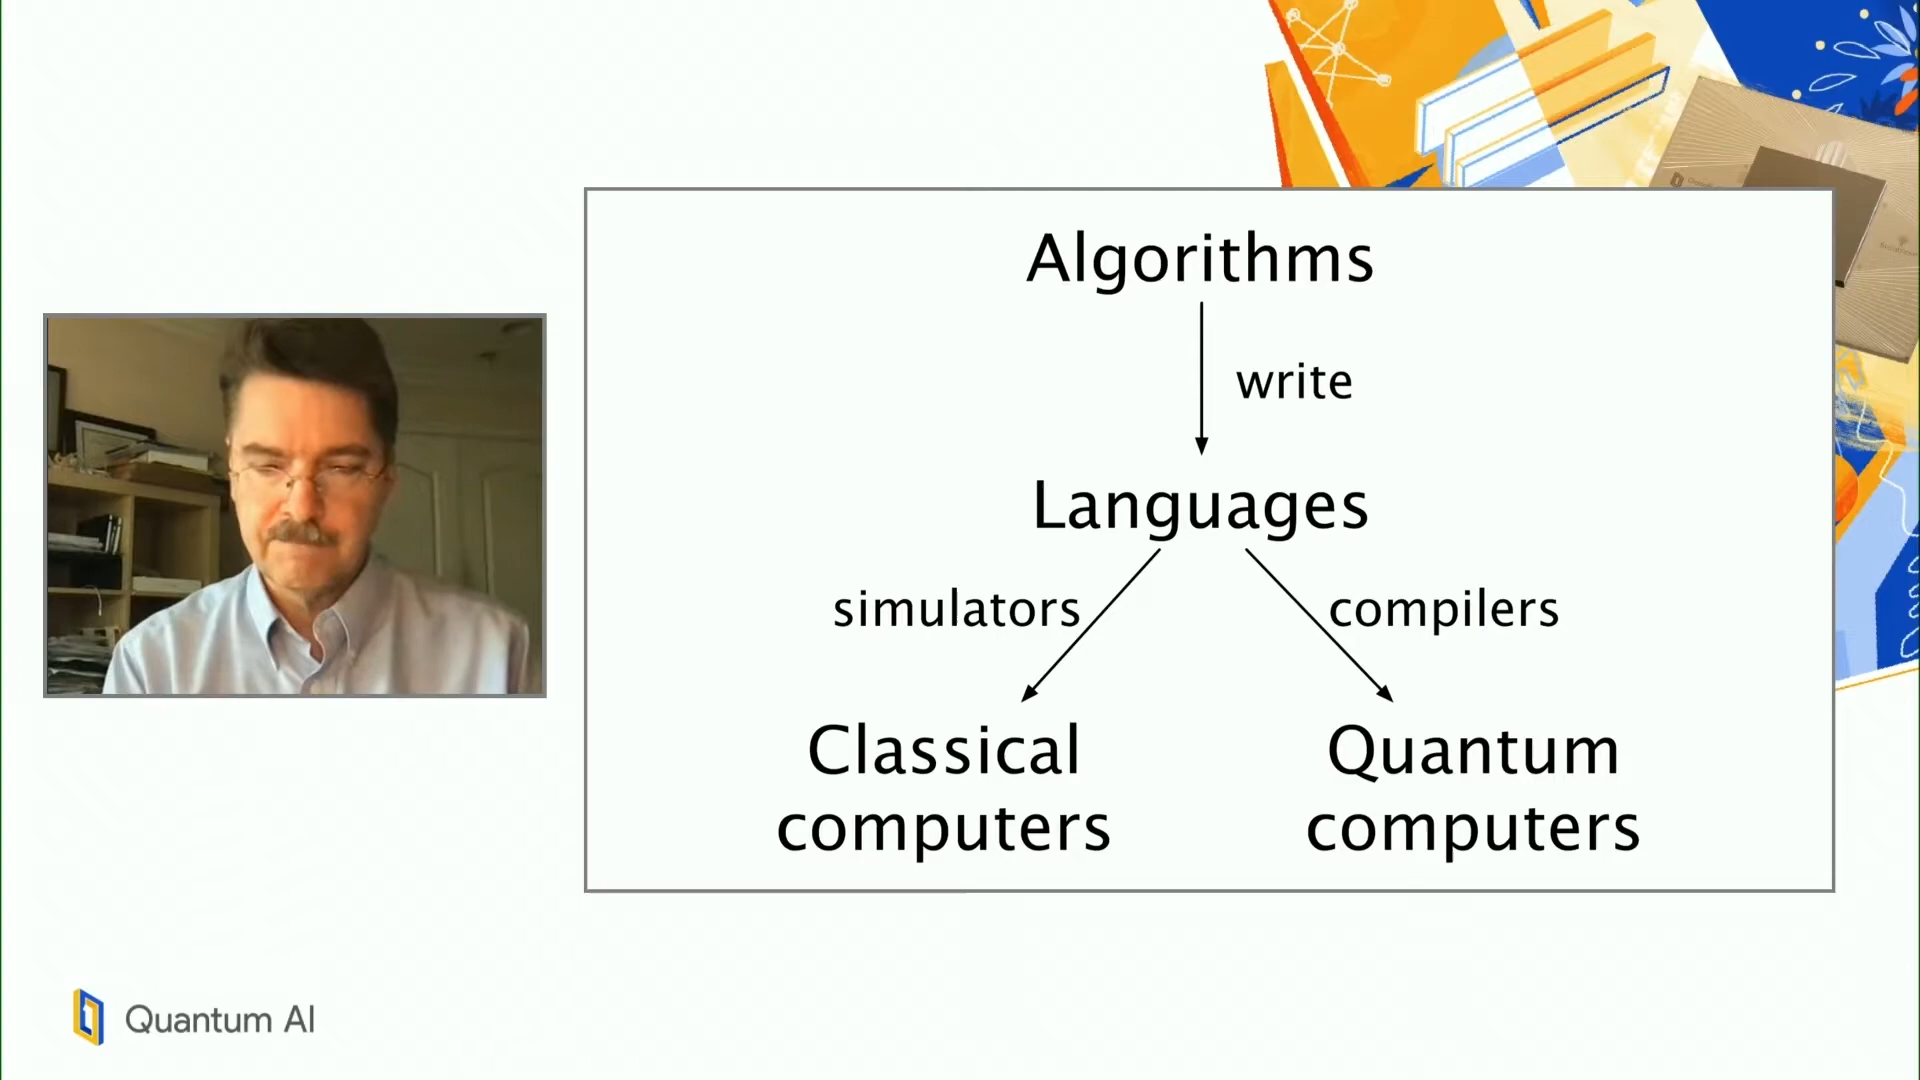 Algorithms
write
Languages
simulators
compilers
Classical
computers
Quantum
computers
Quantum AI